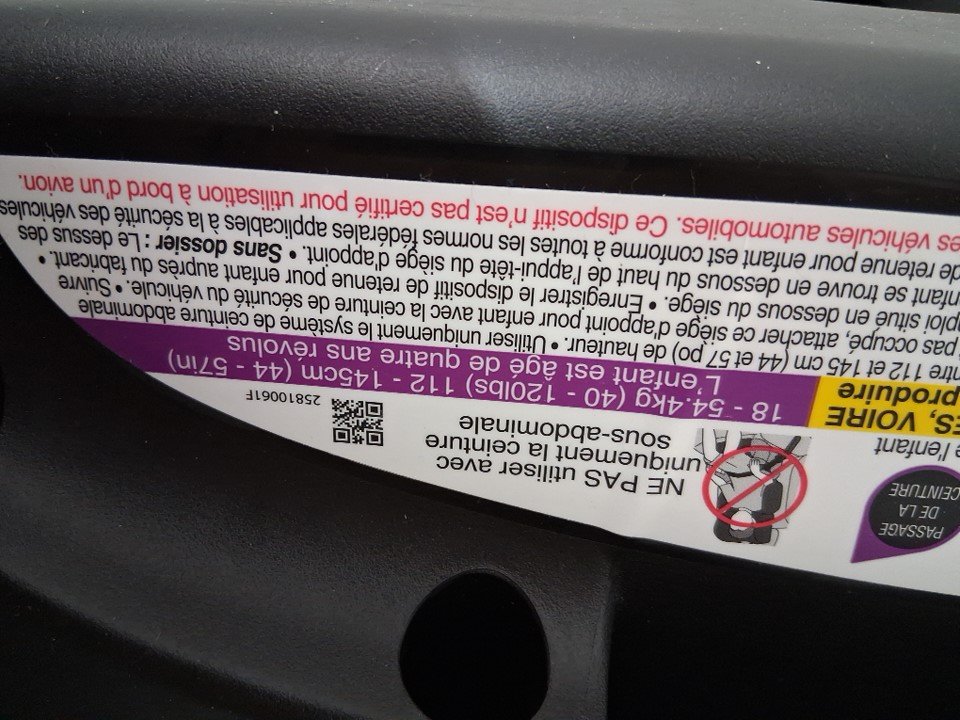 PASSAGE
DE LA
CEINTURE
e l'enfant
NE PAS utiliser avec
uniquement la ceinture
sous-abdominale
25810061F
ES, VOIRE
produire
18 - 54.4kg (40 - 120lbs) 112 - 145cm (44 - 57in)
L'enfant est âgé de quatre ans révolus
ntre 112 et 145 cm (44 et 57 po) de hauteur. • Utiliser uniquement le système de ceinture abdominale
pas occupé, attacher ce siège d'appoint pour enfant avec la ceinture de sécurité du véhicule. • Suivre
ploi situé en dessous du siège. • Enregistrer le dispositif de retenue pour enfant auprès du fabricant. •
nfant se trouve en dessous du haut de l'appui-tête du siège d'appoint. • Sans dossier : Le dessus des
de retenue pour enfant est conforme à toutes les normes fédérales applicables à la sécurité des véhicules
es véhicules automobiles. Ce dispositif n'est pas certifié pour utilisation à bord d'un avion.